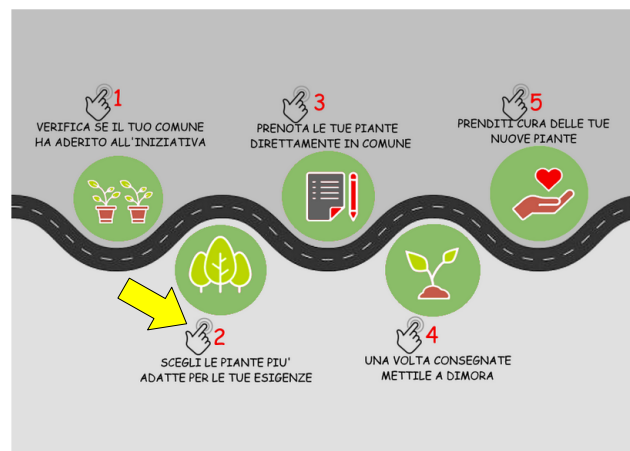 1
VERIFICA SE IL TUO COMUNE
HA ADERITO ALL'INIZIATIVA
2
SCEGLI LE PIANTE PIU'
ADATTE PER LE TUE ESIGENZE
3
PRENOTA LE TUE PIANTE
DIRETTAMENTE IN COMUNE
4
UNA VOLTA CONSEGNATE
METTILE A DIMORA
5
PRENDITI CURA DELLE TUE
NUOVE PIANTE